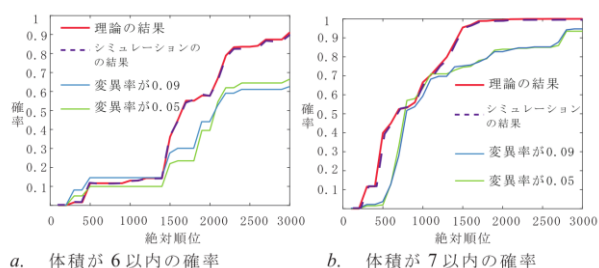 1
0.9
0.8
0.7
0.6
0.5
0.4
0.3
0.2
0.1
確率
理論の結果
シミュレーションの
の結果
変異率が0.09
変異率が0.05
0 500 1000 1500 2000 2500 3000
絶対順位
a. 体積が 6 以内の確率
1
0.9
0.8
0.7
0.6
0.5
0.4
0.3
0.2
0.1
確率
理論の結果
シミュレーション
の結果
変異率が0.09
変異率が0.05
0 500 1000 1500 2000 2500 3000
絶対順位
b. 体積が 7 以内の確率